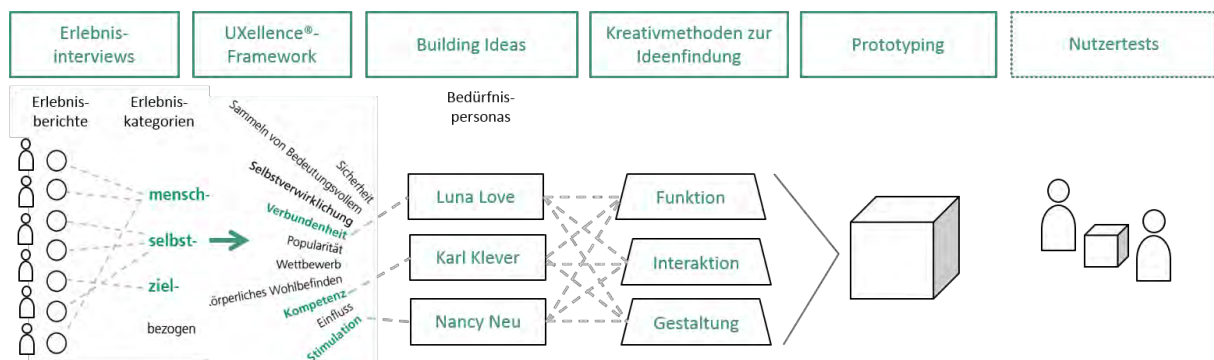 Erlebnis-
interviews
UXellence®-
Framework
Building Ideas
Kreativmethoden zur
Ideenfindung
Prototyping
Nutzertests
Erlebnis-
berichte
Erlebnis-
kategorien
Bedürfnis-
personas
mensch-
selbst-
ziel-
bezogen
Sammeln von Bedeutungsvollem
Sicherheit
Selbstverwirklichung
Verbundenheit
Popularität
Wettbewerb
örperliches Wohlbefinden
Kompetenz
Einfluss
Stimulation
Luna Love
Karl Klever
Nancy Neu
Funktion
Interaktion
Gestaltung